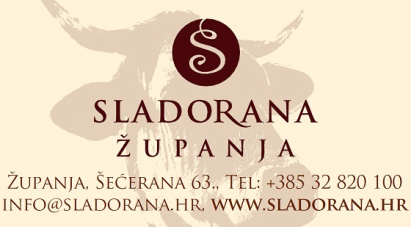 S
SLADORANA
ŽUPANJA
Županja, Šećerana 63., Tel: +385 32 820 100
info@sladorana.hr, www.sladorana.hr